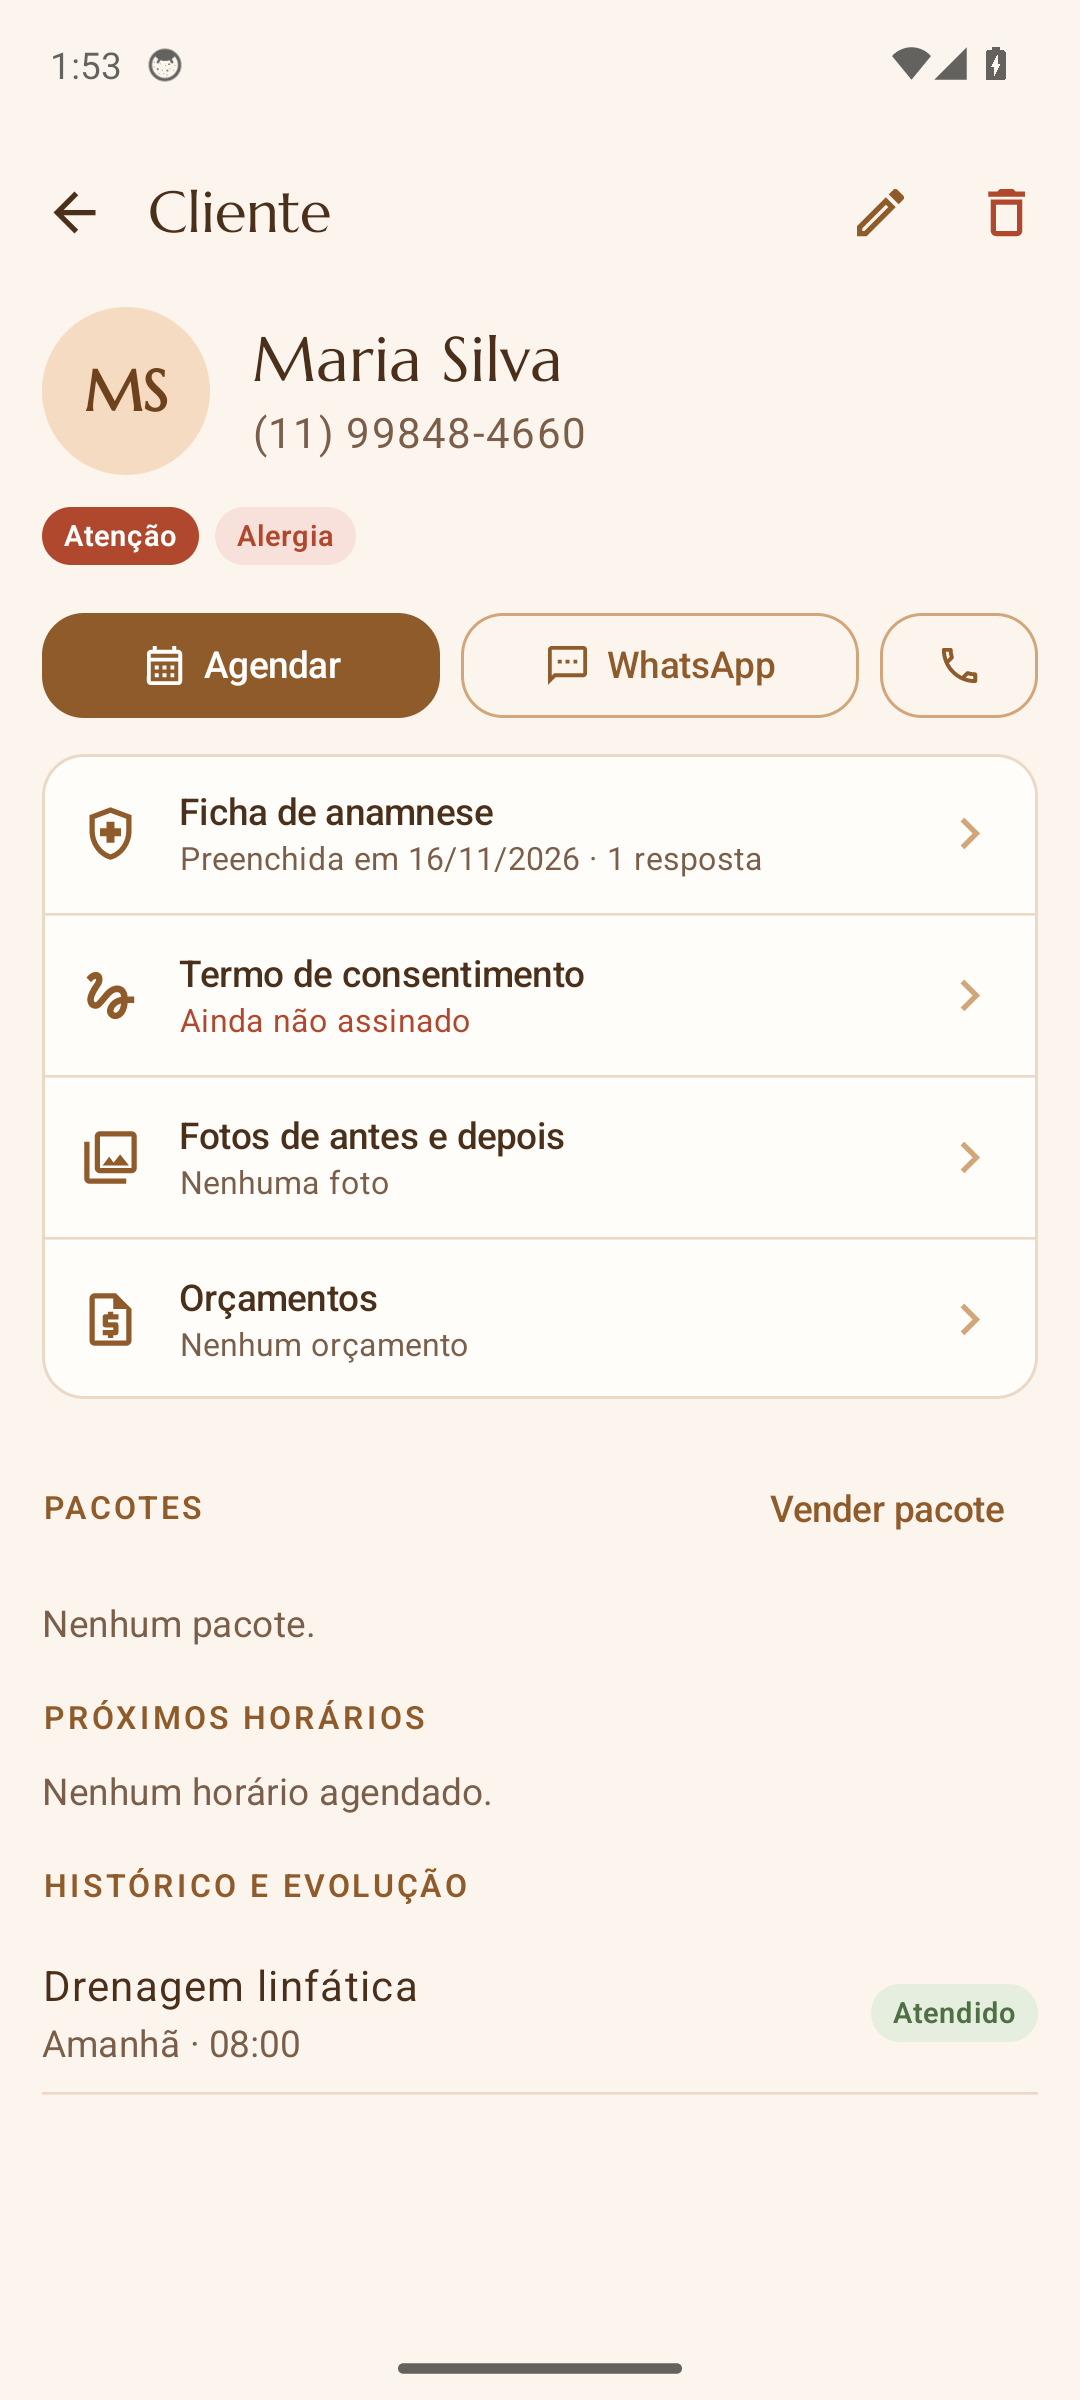 1:53
Cliente
MS
Maria Silva
(11) 99848-4660
Atenção
Alergia
Agendar
WhatsApp
Ficha de anamnese
Preenchida em 16/11/2026 · 1 resposta
Termo de consentimento
Ainda não assinado
Fotos de antes e depois
Nenhuma foto
Orçamentos
Nenhum orçamento
PACOTES
Vender pacote
Nenhum pacote.
PRÓXIMOS HORÁRIOS
Nenhum horário agendado.
HISTÓRICO E EVOLUÇÃO
Drenagem linfática
Amanhã · 08:00
Atendido